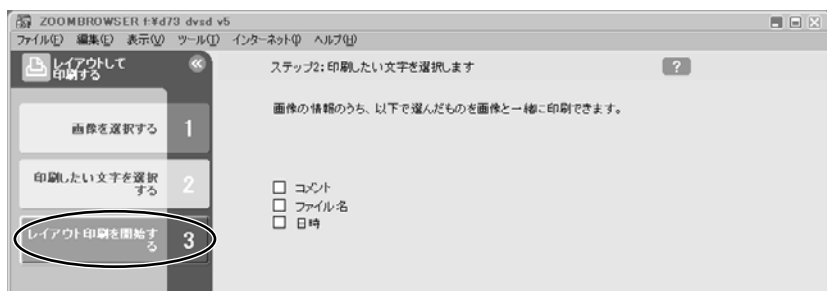 ZOOMBROWSER f:¥d73 dvsd v5
ファイル(F) 編集(E) 表示(V) ツール(T) インターネット(I) ヘルプ(H)
レイアウトして
印刷する
ステップ2:印刷したい文字を選択します
?
画像の情報のうち、以下で選んだものを画像と一緒に印刷できます。
画像を選択する 1
印刷したい文字を選択
する 2
コメント
ファイル名
日時
レイアウト印刷を開始す
る 3